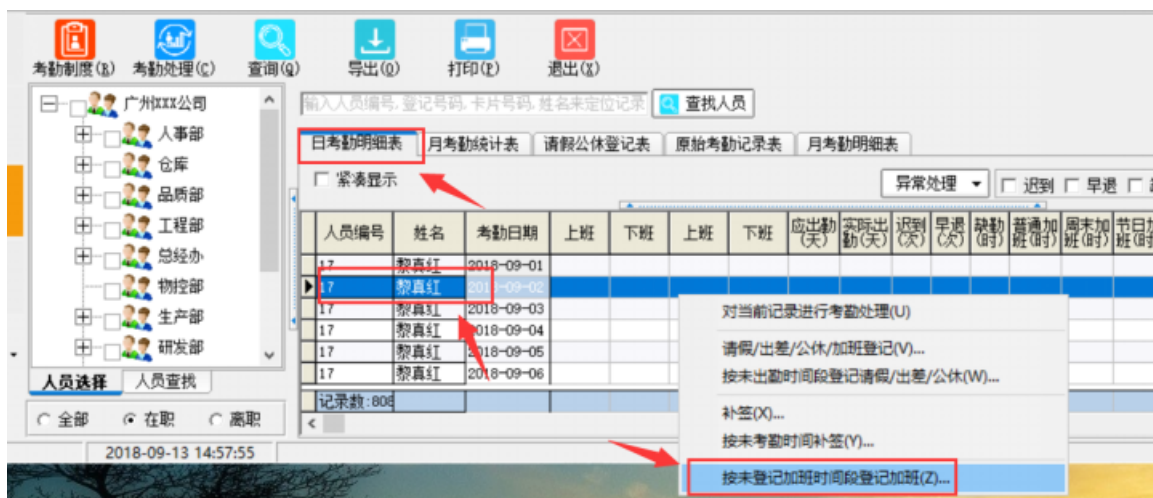 考勤制度(R) 考勤处理(C) 查询(Q) 导出(O) 打印(P) 退出(X)
广州xxx公司
人事部
仓库
品质部
工程部
总经办
物控部
生产部
研发部
人员选择 人员查找
全部 在职 离职
2018-09-13 14:57:55
输入人员编号,登记号码,卡片号码,姓名来定位记录 查找人员
日考勤明细表 月考勤统计表 请假公休登记表 原始考勤记录表 月考勤明细表
紧凑显示 异常处理 迟到 早退
人员编号 姓名 考勤日期 上班 下班 上班 下班 应出勤(天) 实际出勤(天) 迟到(次) 早退(次) 缺勤(时) 普通加班(时) 周末加班(时) 节日加班(时
17 黎真红 2018-09-01
17 黎真红 2018-09-02
17 黎真红 2018-09-03
17 黎真红 2018-09-04
17 黎真红 2018-09-05
17 黎真红 2018-09-06
记录数:808
对当前记录进行考勤处理(U)
请假/出差/公休/加班登记(V)...
按未出勤时间段登记请假/出差/公休(W)...
补签(X)...
按未考勤时间补签(Y)...
按未登记加班时间段登记加班(Z)...